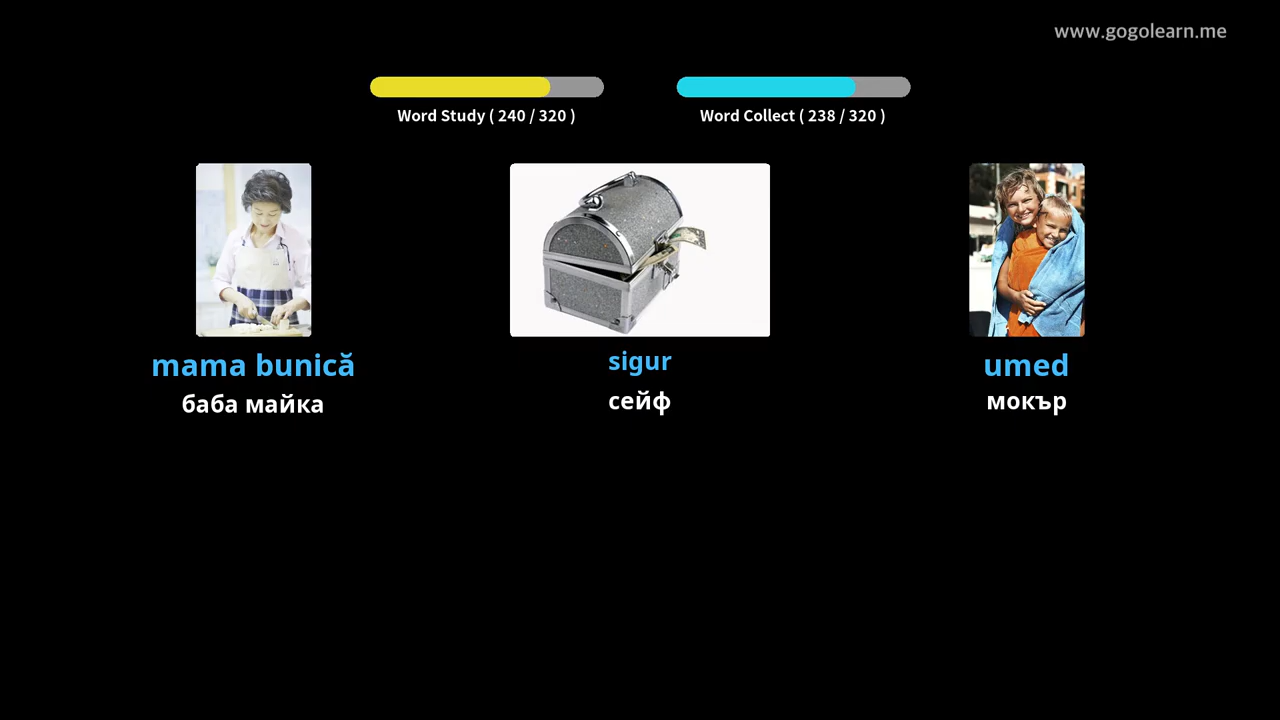 www.gogolearn.me
Word Study ( 240 / 320 )
Word Collect ( 238 / 320 )
mama bunică
баба майка
sigur
сейф
umed
мокър